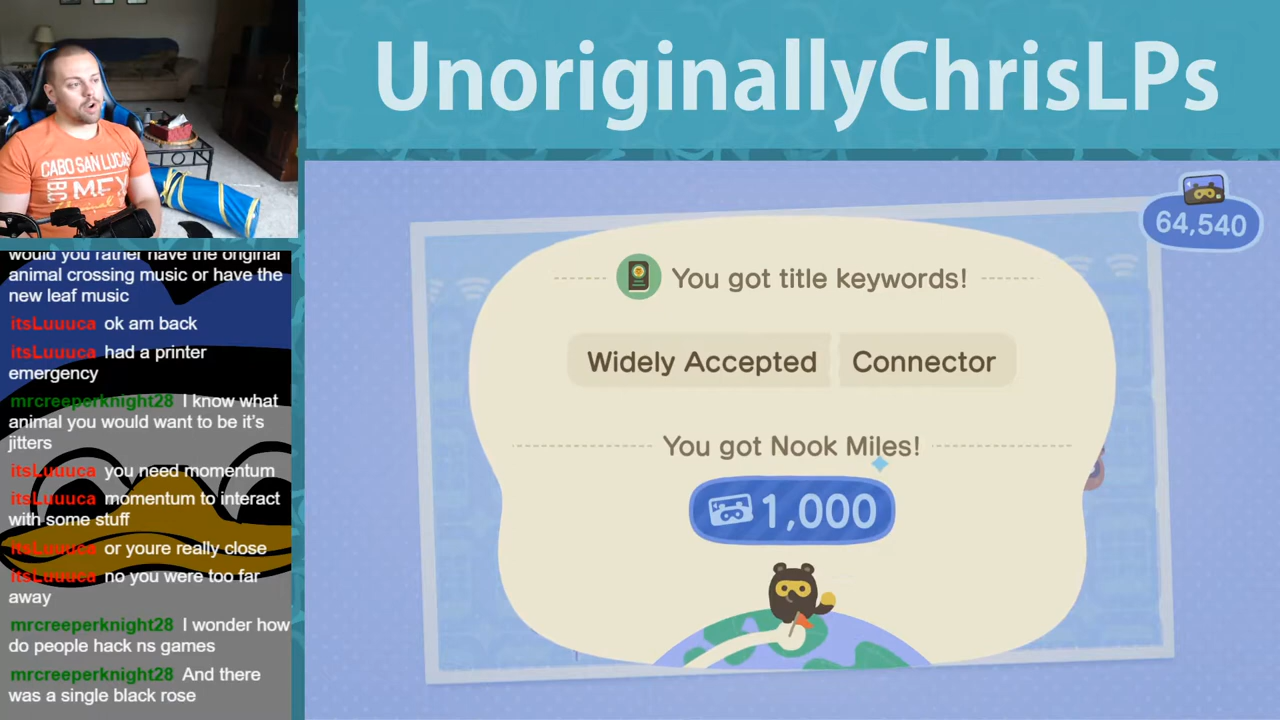 UnoriginallyChrisLPs
CABO SAN LUCAS
64,540
You got title keywords!
Widely Accepted
Connector
You got Nook Miles!
1,000
would you rather have the original
animal crossing music or have the
new leaf music
itsLuuuca ok am back
itsLuuuca had a printer
emergency
mrcreeperknight28 I know what
animal you would want to be it's
jitters
itsLuuuca you need momentum
itsLuuuca momentum to interact
with some stuff
itsLuuuca or youre really close
itsLuuuca no you were too far
away
mrcreeperknight28 I wonder how
do people hack ns games
mrcreeperknight28 And there
was a single black rose